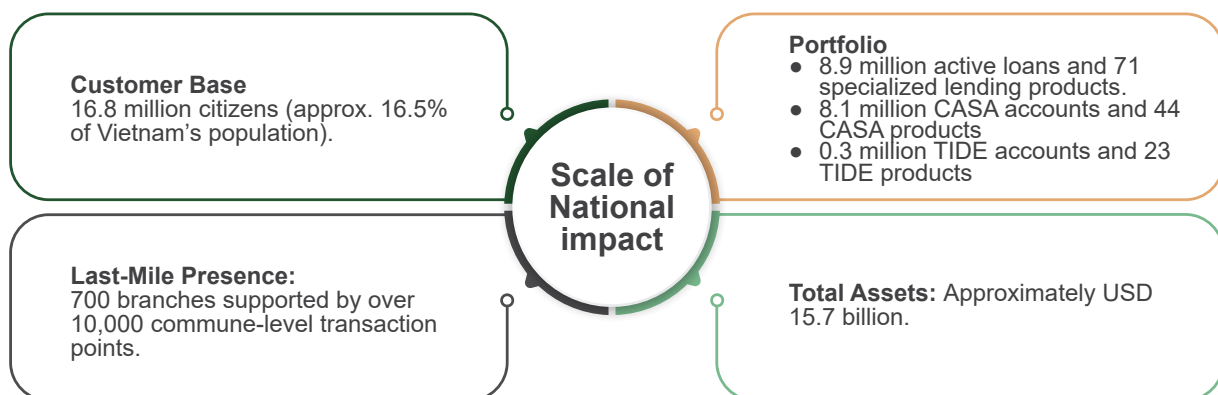 Customer Base
16.8 million citizens (approx. 16.5%
of Vietnam’s population).
Portfolio
● 8.9 million active loans and 71
specialized lending products.
● 8.1 million CASA accounts and 44
CASA products
● 0.3 million TIDE accounts and 23
TIDE products
Scale of
National
impact
Last-Mile Presence:
700 branches supported by over
10,000 commune-level transaction
points.
Total Assets: Approximately USD
15.7 billion.